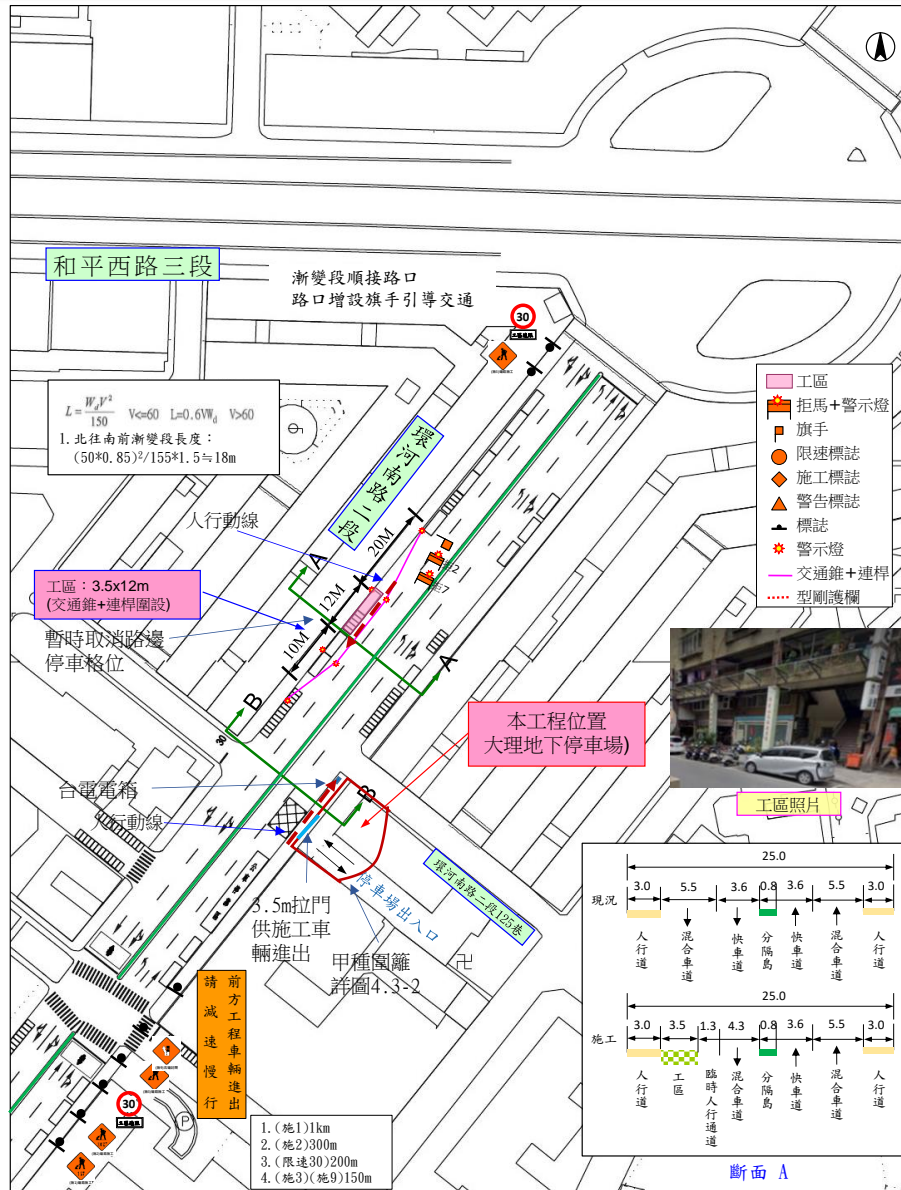 和平西路三段
漸變段順接路口
路口增設旗手引導交通
30
L = W_d V² / 150 V<=60 L=0.6VW_d V>60
1.北往南前漸變段長度：
(50*0.85)²/155*1.5≒18m
環河南路二段
工區
拒馬+警示燈
旗手
限速標誌
施工標誌
警告標誌
標誌
警示燈
交通錐+連桿
型剛護欄
人行動線
20M
12M
10M
A
A
B
B
拒2
拒7
工區：3.5x12m
(交通錐+連桿圍設)
暫時取消路邊
停車格位
30
本工程位置
大理地下停車場)
工區照片
台電電箱
行動線
停車場出入口
環河南路二段125巷
3.5m拉門
供施工車
輛進出
甲種圍籬
詳圖4.3-2
卍
前方工程車輛進出
請減速慢行
30
P
1.(施1)1km
2.(施2)300m
3.(限速30)200m
4.(施3)(施9)150m
25.0
3.0 5.5 3.6 0.8 3.6 5.5 3.0
現況
人行道 混合車道 快車道 分隔島 快車道 混合車道 人行道
25.0
3.0 3.5 1.3 4.3 0.8 3.6 5.5 3.0
施工
人行道 工區 臨時人行通道 混合車道 分隔島 快車道 混合車道 人行道
斷面 A